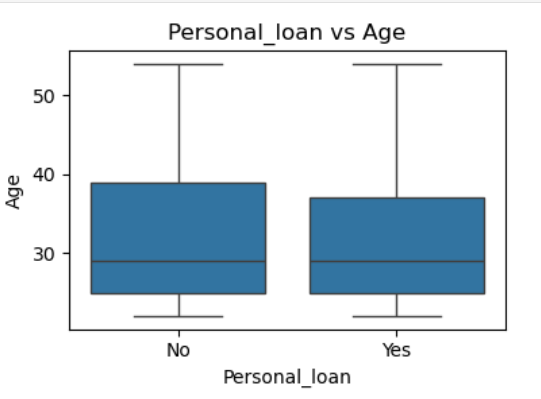 Personal_loan vs Age
50
40
30
Age
No Yes
Personal_loan